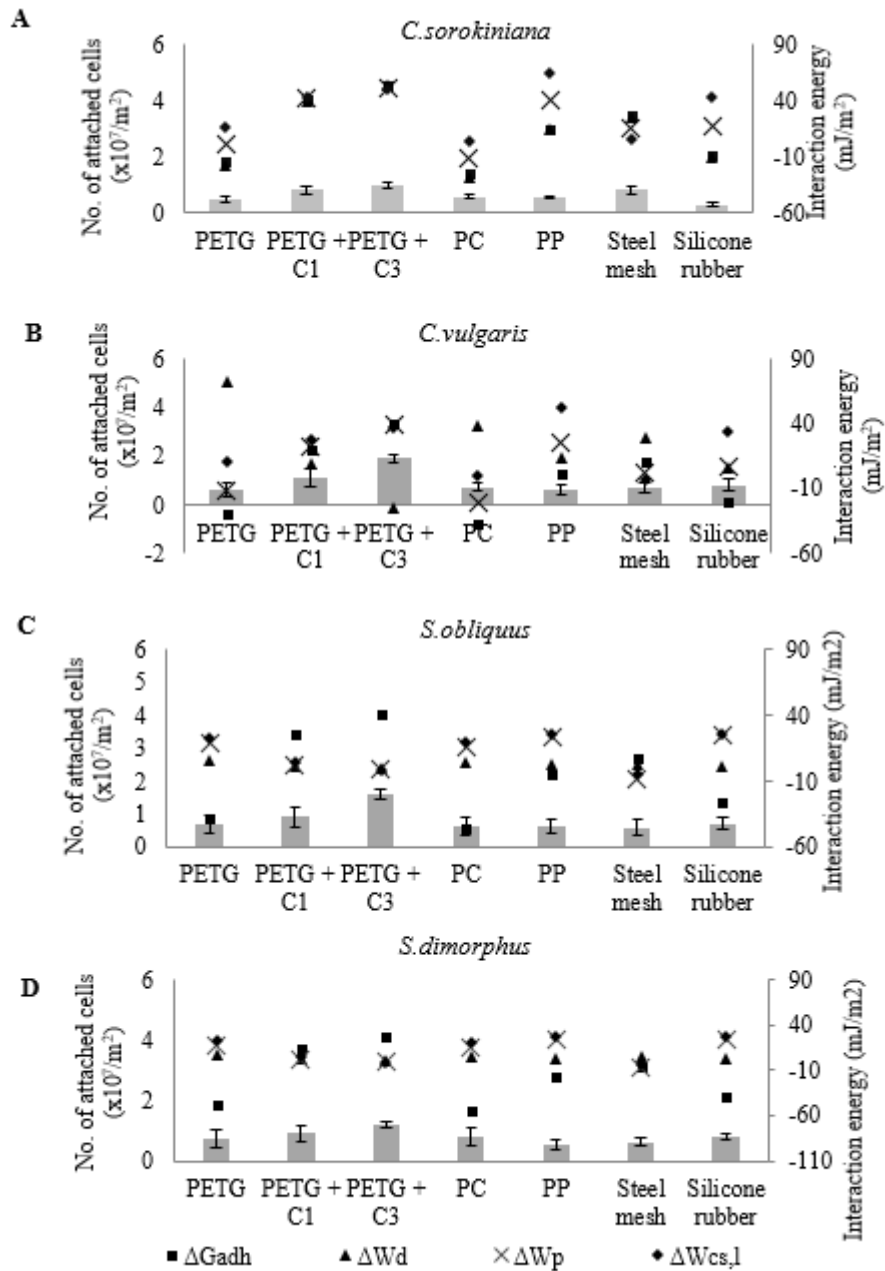 A
C.sorokiniana
No. of attached cells
(x10⁷/m²)
6
4
2
0
90
40
-10
-60
Interaction energy
(mJ/m²)
PETG PETG + PETG + PC PP Steel Silicone
C1 C3 mesh rubber
B
C.vulgaris
No. of attached cells
(x10⁷/m²)
6
4
2
0
-2
90
40
-10
-60
Interaction energy
(mJ/m²)
PETG PETG + PETG + PC PP Steel Silicone
C1 C3 mesh rubber
C
S.obliquus
No. of attached cells
(x10⁷/m²)
6
5
4
3
2
1
0
90
40
-10
-60
Interaction energy (mJ/m2)
PETG PETG + PETG + PC PP Steel Silicone
C1 C3 mesh rubber
D
S.dimorphus
No. of attached cells
(x10⁷/m²)
6
4
2
0
90
40
-10
-60
-110
Interaction energy (mJ/m2)
PETG PETG + PETG + PC PP Steel Silicone
C1 C3 mesh rubber
■ ΔGadh ▲ ΔWd × ΔWp ◆ ΔWcs,l